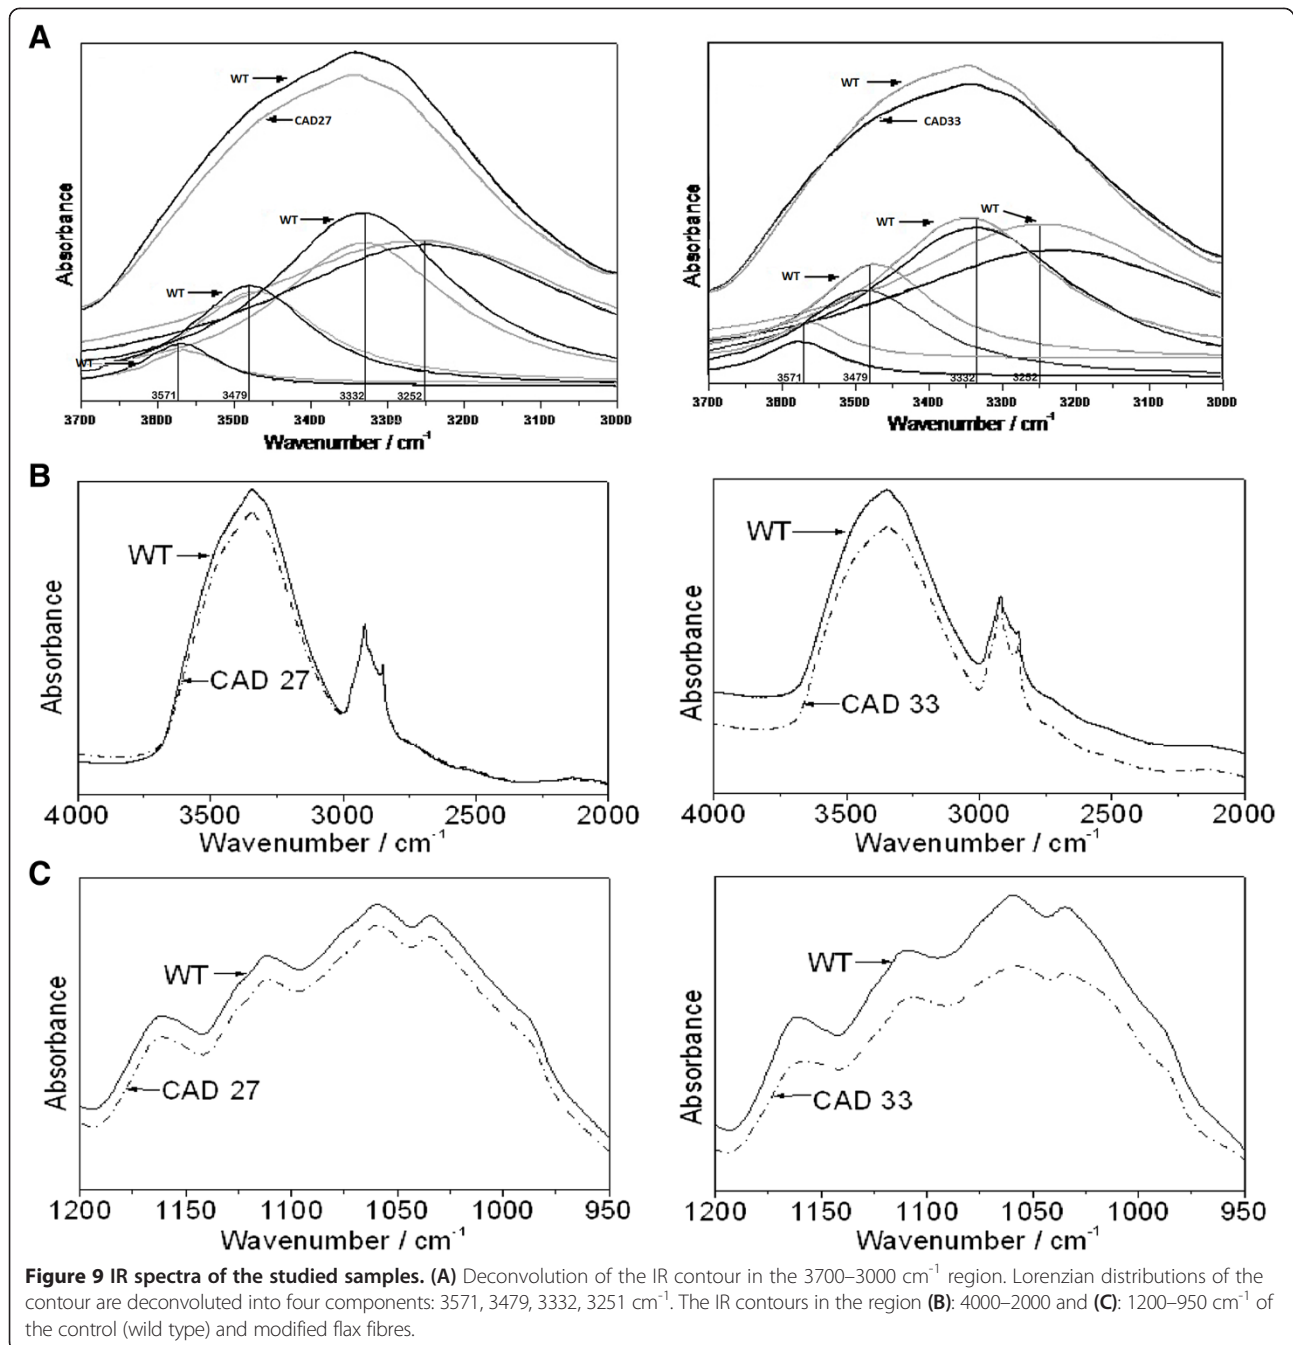 A
WT
CAD27
WT
WT
WT
3571
3479
3332
3252
Absorbance
3700 3800 3400 3300 3200 3100 3000
Wavenumber / cm-1
WT
CAD33
WT
WT
WT
3571
3479
3332
3252
Absorbance
3700 3800 3400 3300 3200 3100 3000
Wavenumber / cm-1
B
WT
CAD 27
Absorbance
4000 3500 3000 2500 2000
Wavenumber / cm-1
WT
CAD 33
Absorbance
4000 3500 3000 2500 2000
Wavenumber / cm-1
C
WT
CAD 27
Absorbance
1200 1150 1100 1050 1000 950
Wavenumber / cm-1
WT
CAD 33
Absorbance
1200 1150 1100 1050 1000 950
Wavenumber / cm-1
Figure 9 IR spectra of the studied samples. (A) Deconvolution of the IR contour in the 3700–3000 cm-1 region. Lorenzian distributions of the
contour are deconvoluted into four components: 3571, 3479, 3332, 3251 cm-1. The IR contours in the region (B): 4000–2000 and (C): 1200–950 cm-1 of
the control (wild type) and modified flax fibres.